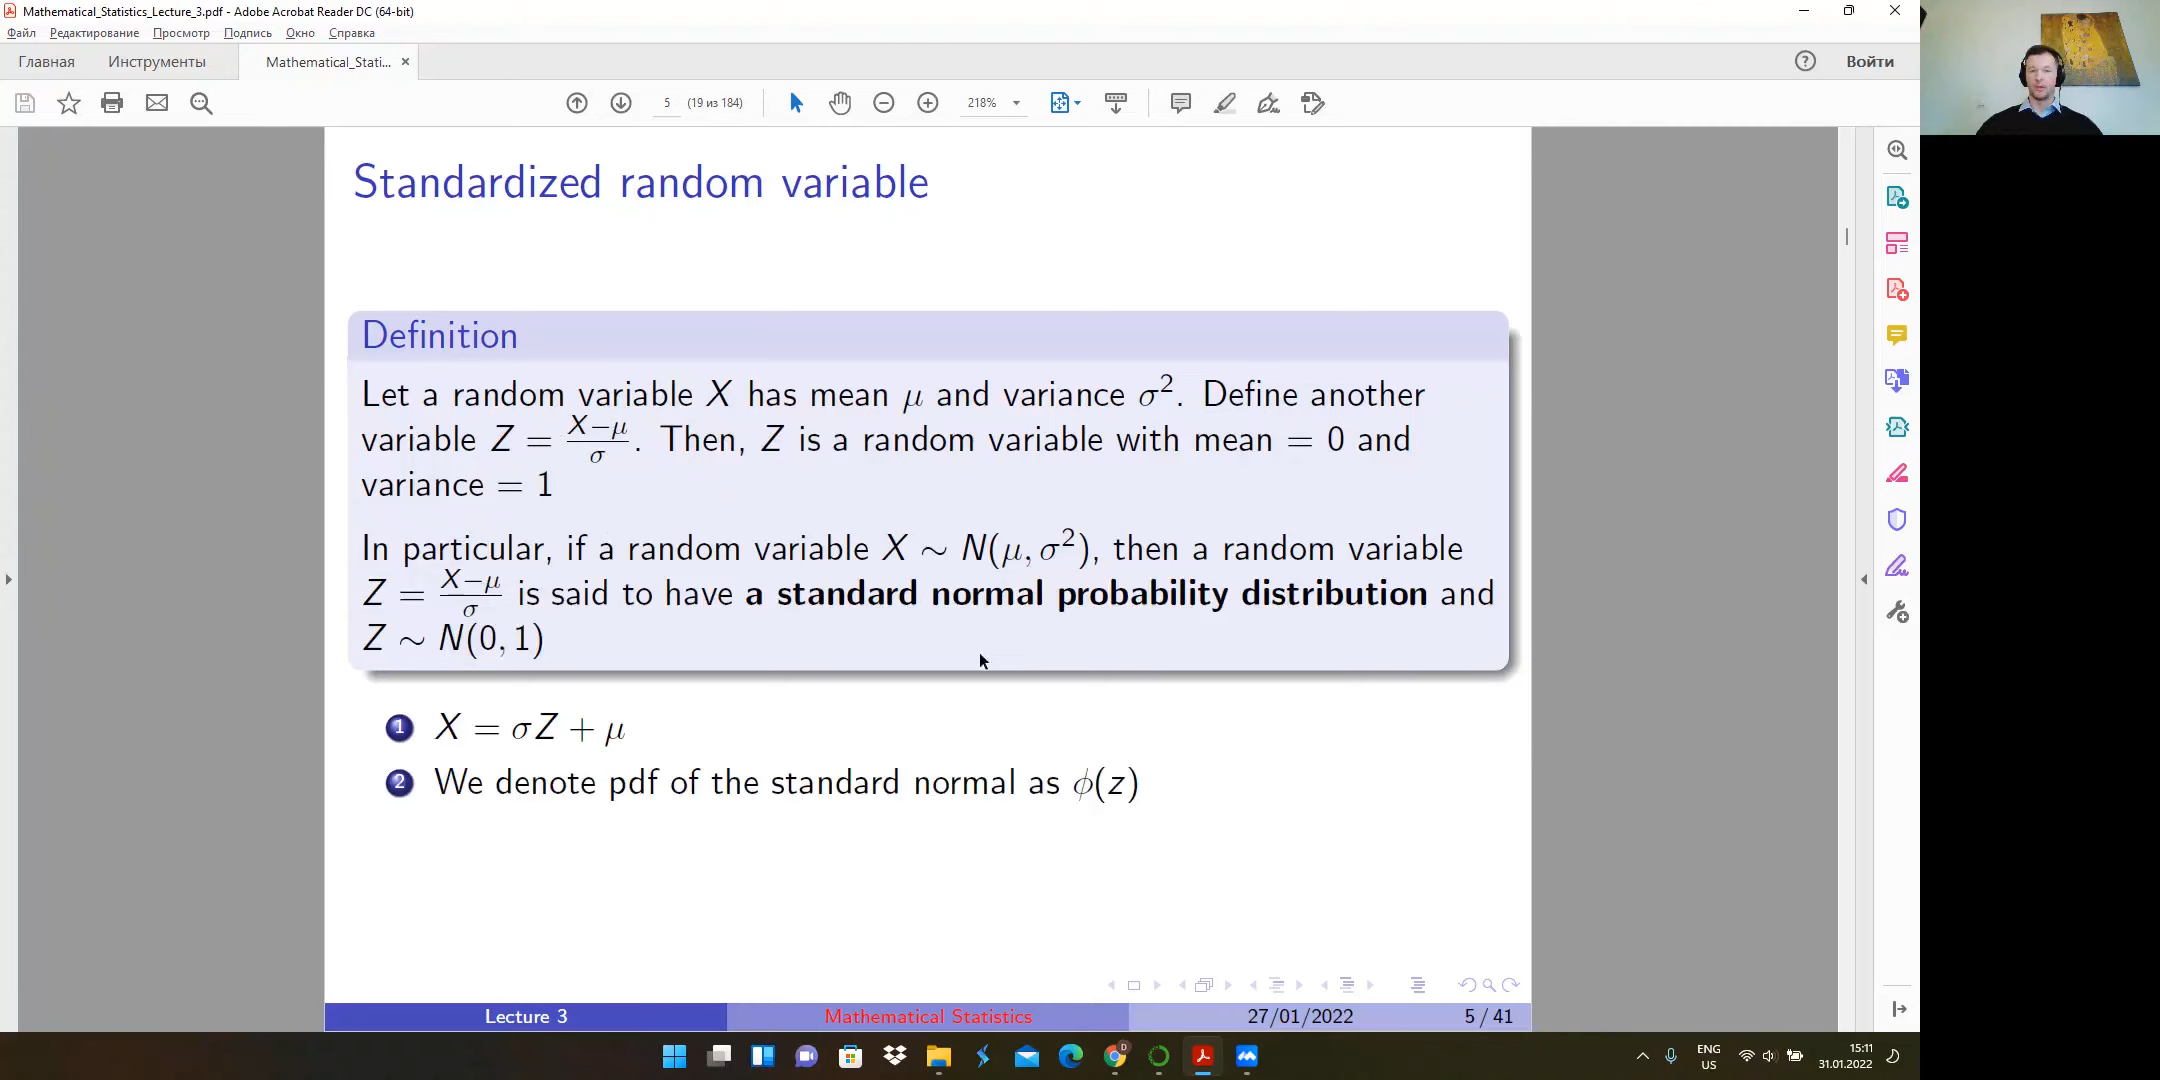 Mathematical_Statistics_Lecture_3.pdf - Adobe Acrobat Reader DC (64-bit)
Файл Редактирование Просмотр Подпись Окно Справка
Главная Инструменты Mathematical_Stati... × Войти
5 (19 из 184) 218%
Standardized random variable
Definition
Let a random variable X has mean μ and variance σ². Define another
variable Z = (X−μ)/σ. Then, Z is a random variable with mean = 0 and
variance = 1
In particular, if a random variable X ∼ N(μ, σ²), then a random variable
Z = (X−μ)/σ is said to have a standard normal probability distribution and
Z ∼ N(0, 1)
1 X = σZ + μ
2 We denote pdf of the standard normal as ϕ(z)
Lecture 3 Mathematical Statistics 27/01/2022 5 / 41
ENG
US
15:11
31.01.2022